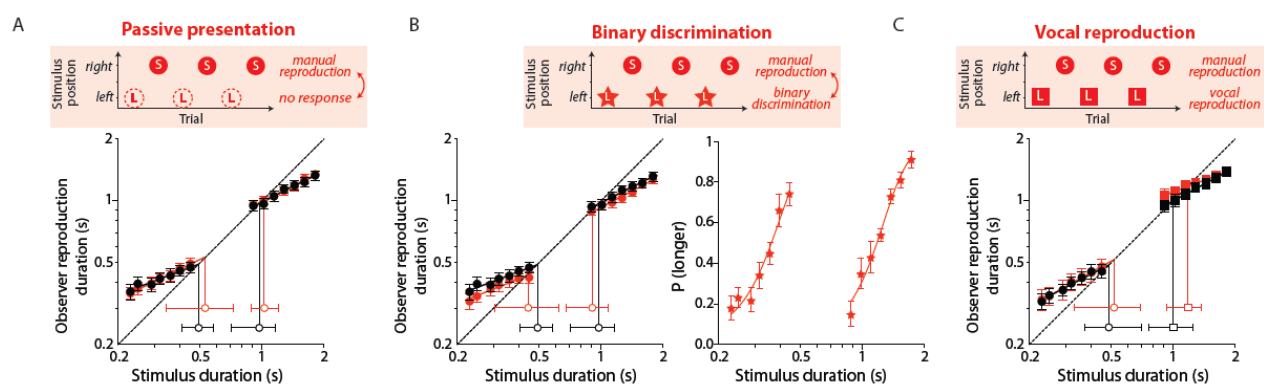 A
Passive presentation
Stimulus position
right
left
S S S
L L L
manual reproduction
no response
Trial
Observer reproduction duration (s)
2
1
0.5
0.2
0.2 0.5 1 2
Stimulus duration (s)
B
Binary discrimination
Stimulus position
right
left
S S S
L L L
manual reproduction
binary discrimination
Trial
Observer reproduction duration (s)
2
1
0.5
0.2
0.2 0.5 1 2
Stimulus duration (s)
P (longer)
1
0.8
0.6
0.4
0.2
0.0
0.2 0.5 1 2
Stimulus duration (s)
C
Vocal reproduction
Stimulus position
right
left
S S S
L L L
manual reproduction
vocal reproduction
Trial
Observer reproduction duration (s)
2
1
0.5
0.2
0.2 0.5 1 2
Stimulus duration (s)